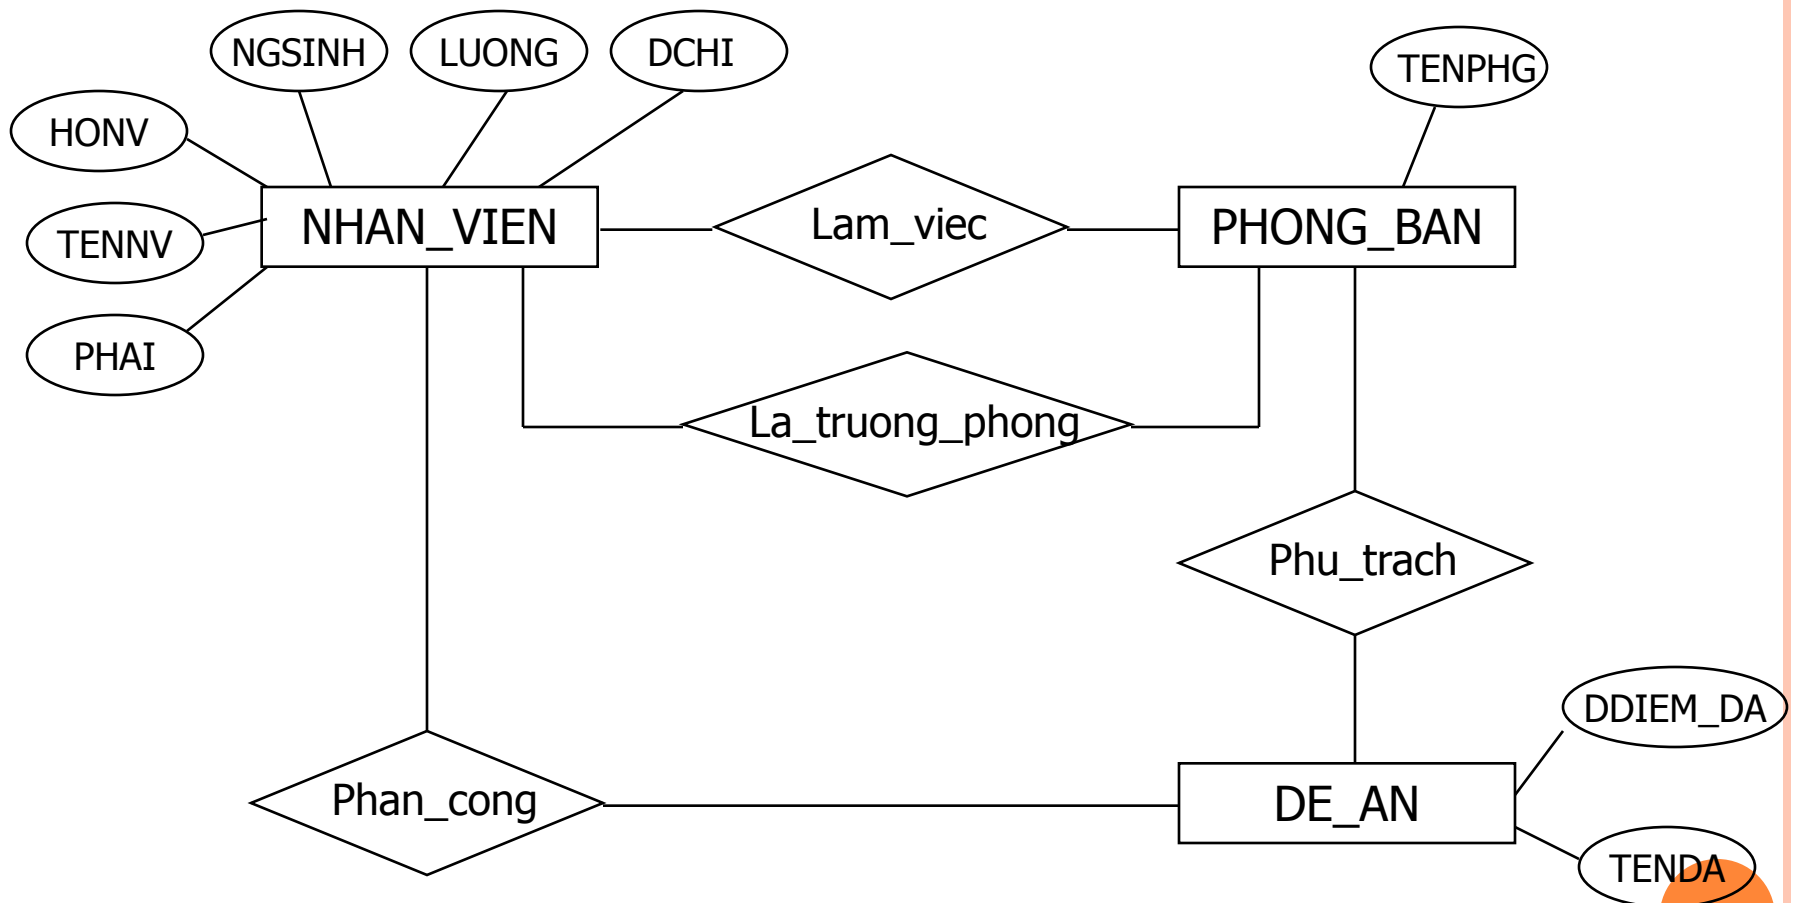 NGSINH
LUONG
DCHI
TENPHG
HONV
NHAN_VIEN
Lam_viec
PHONG_BAN
TENNV
PHAI
La_truong_phong
Phu_trach
DDIEM_DA
Phan_cong
DE_AN
TENDA